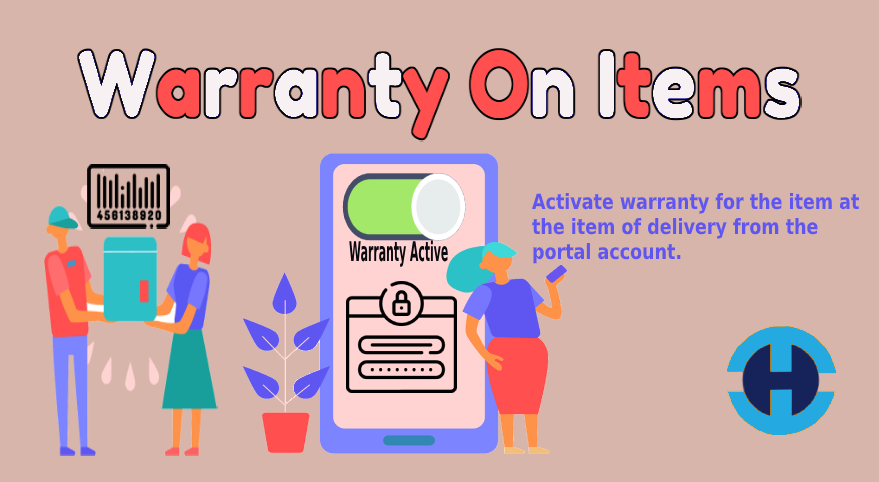 Warranty On Items
456138920
Warranty Active
Activate warranty for the item at
the item of delivery from the
portal account.
H